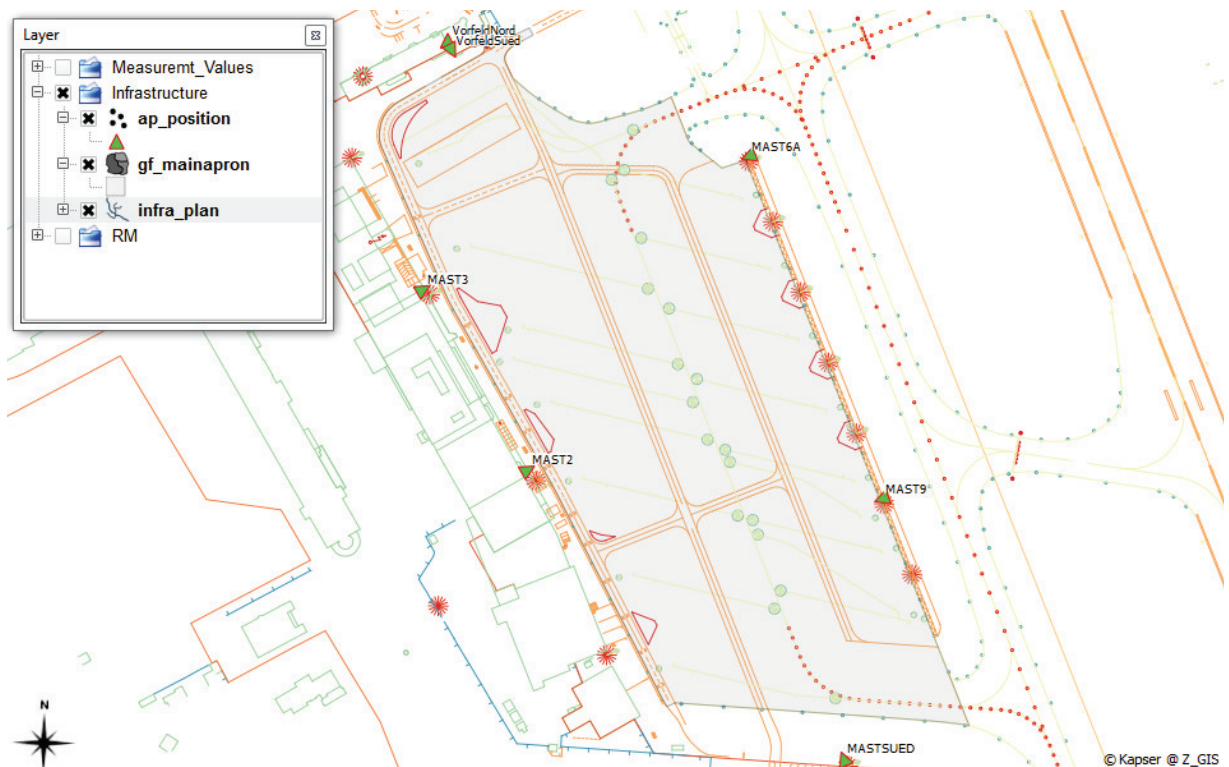 Layer
Measuremt_Values
Infrastructure
ap_position
gf_mainapron
infra_plan
RM
VorfeldNord
VorfeldSued
MAST6A
MAST3
MAST2
MAST9
MASTSUED
N
© Kapser @ Z_GIS